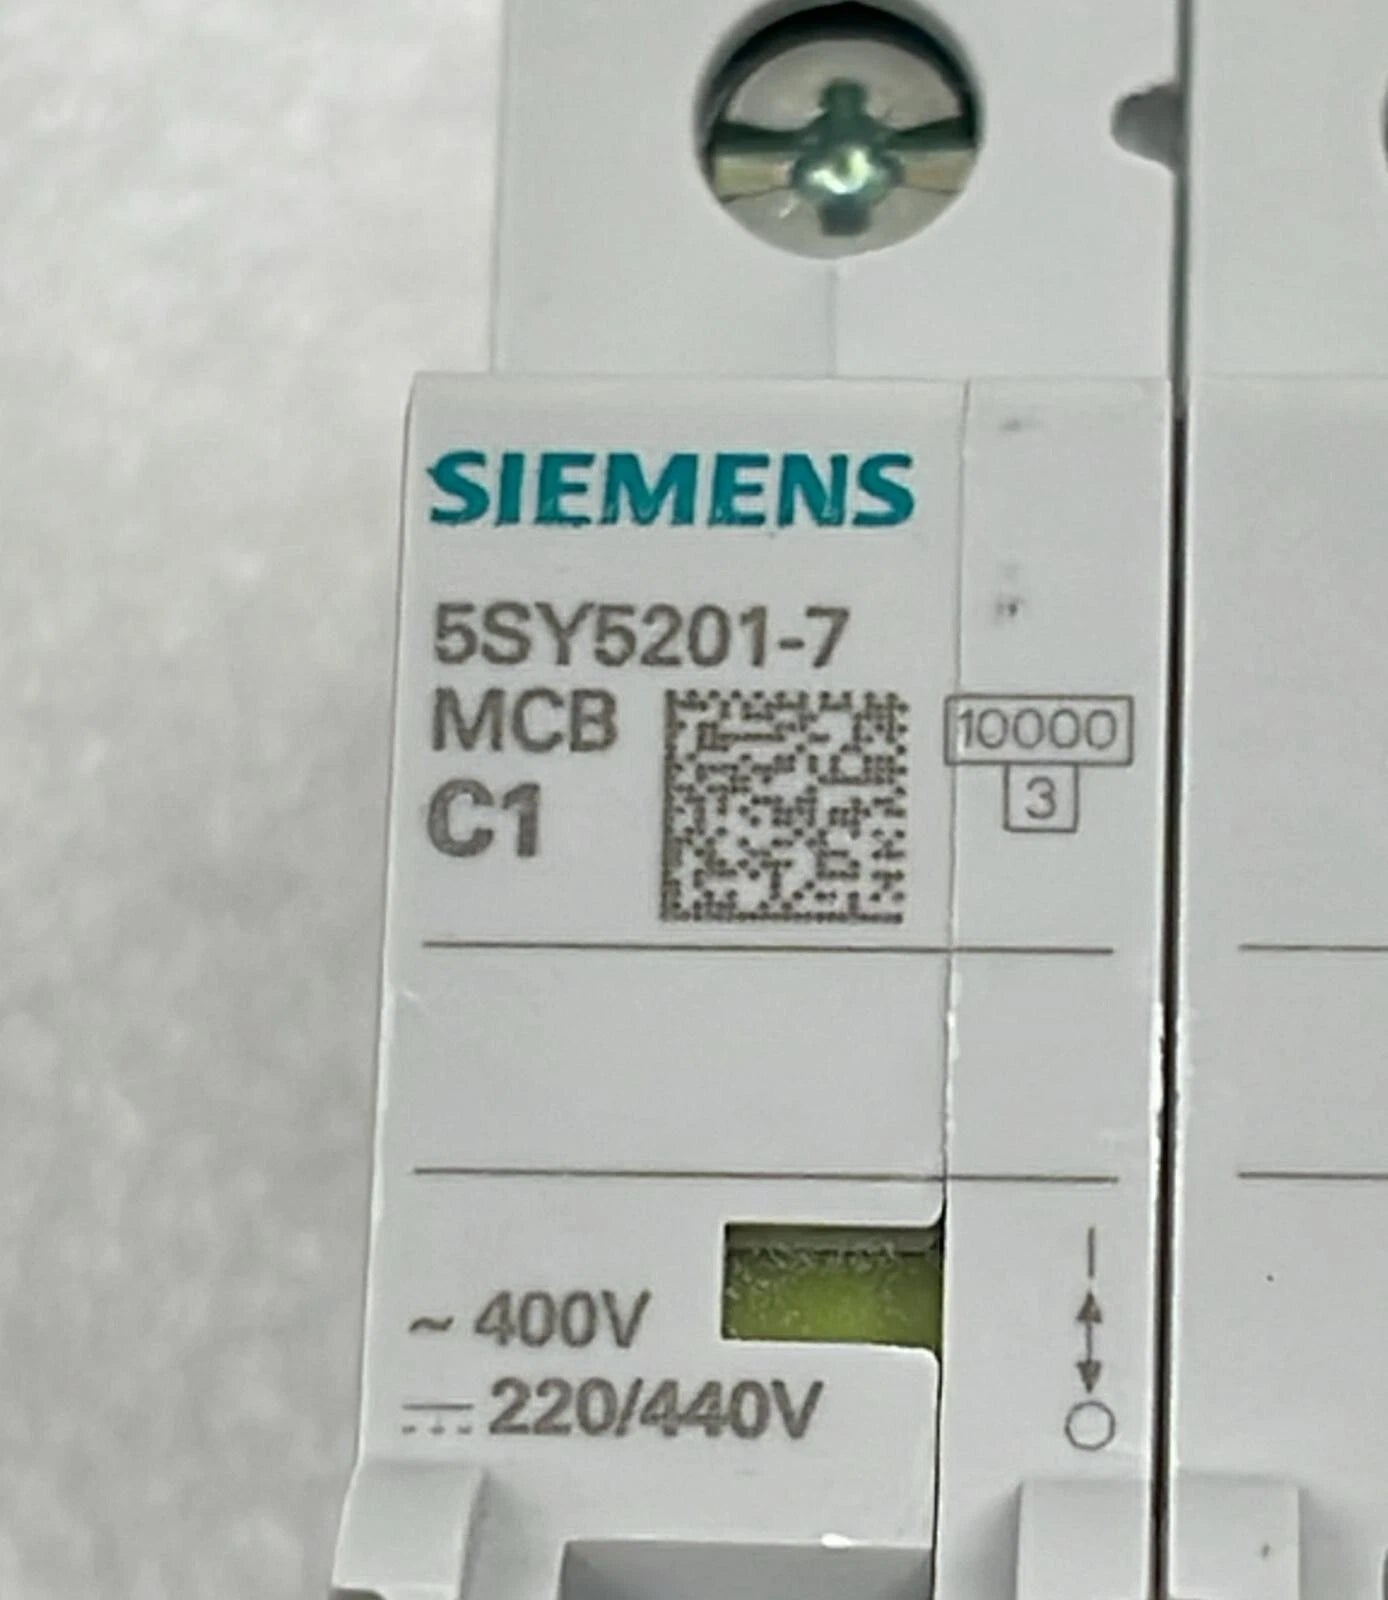 SIEMENS
5SY5201-7
MCB
C1
10000
3
~ 400V
⎓ 220/440V